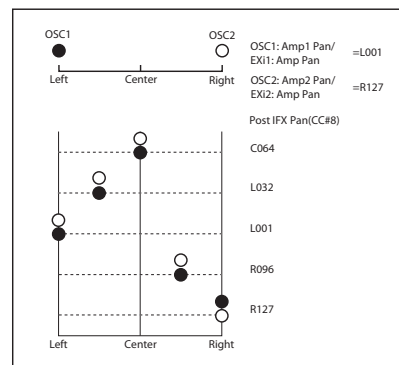 OSC1 OSC2
OSC1: Amp1 Pan/
EXi1: Amp Pan =L001
Left Center Right
OSC2: Amp2 Pan/
EXi2: Amp Pan =R127
Post IFX Pan(CC#8)
C064
L032
L001
R096
R127
Left Center Right